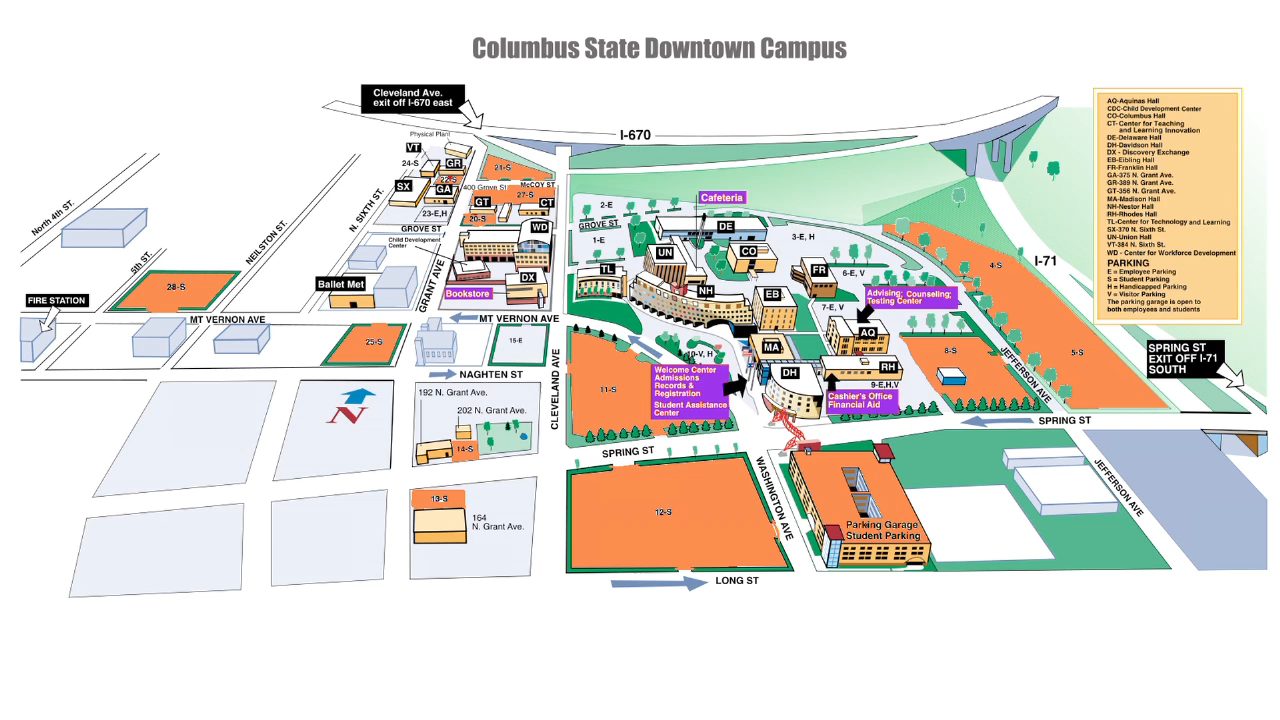 Columbus State Downtown Campus
Cleveland Ave.
exit off I-670 east
I-670
Physical Plant
VT
24-S
GR
22-S
SX
GA
400 Grove St.
McCOY ST
21-S
27-S
GT
CT
20-S
23-E,H
GROVE ST
WD
Child Development
Center
DX
Bookstore
Ballet Met
North 4th ST.
5th ST.
NEILSTON ST.
N. SIXTH ST.
GRANT AVE
28-S
FIRE STATION
MT VERNON AVE
MT VERNON AVE
25-S
15-E
NAGHTEN ST
CLEVELAND AVE
N
192 N. Grant Ave.
202 N. Grant Ave.
14-S
13-S
164
N. Grant Ave.
2-E
GROVE ST.
1-E
Cafeteria
DE
3-E, H
UN
CO
TL
NH
EB
FR
6-E, V
7-E, V
Advising; Counseling;
Testing Center
AQ
MA
DH
RH
9-E,H,V
10-V, H
Welcome Center
Admissions
Records &
Registration
Student Assistance
Center
Cashier's Office
Financial Aid
11-S
8-S
4-S
5-S
I-71
JEFFERSON AVE
SPRING ST
EXIT OFF I-71
SOUTH
SPRING ST
SPRING ST
12-S
WASHINGTON AVE
Parking Garage
Student Parking
JEFFERSON AVE
LONG ST
AQ-Aquinas Hall
CDC-Child Development Center
CO-Columbus Hall
CT- Center for Teaching
and Learning Innovation
DE-Delaware Hall
DH-Davidson Hall
DX - Discovery Exchange
EB-Eibling Hall
FR-Franklin Hall
GA-375 N. Grant Ave.
GR-389 N. Grant Ave.
GT-356 N. Grant Ave.
MA-Madison Hall
NH-Nestor Hall
RH-Rhodes Hall
TL-Center for Technology and Learning
UN-Union Hall
SX-370 N. Sixth St.
VT-384 N. Sixth St.
WD - Center for Workforce Development
PARKING
E = Employee Parking
S = Student Parking
H = Handicapped Parking
V = Visitor Parking
The parking garage is open to
both employees and students